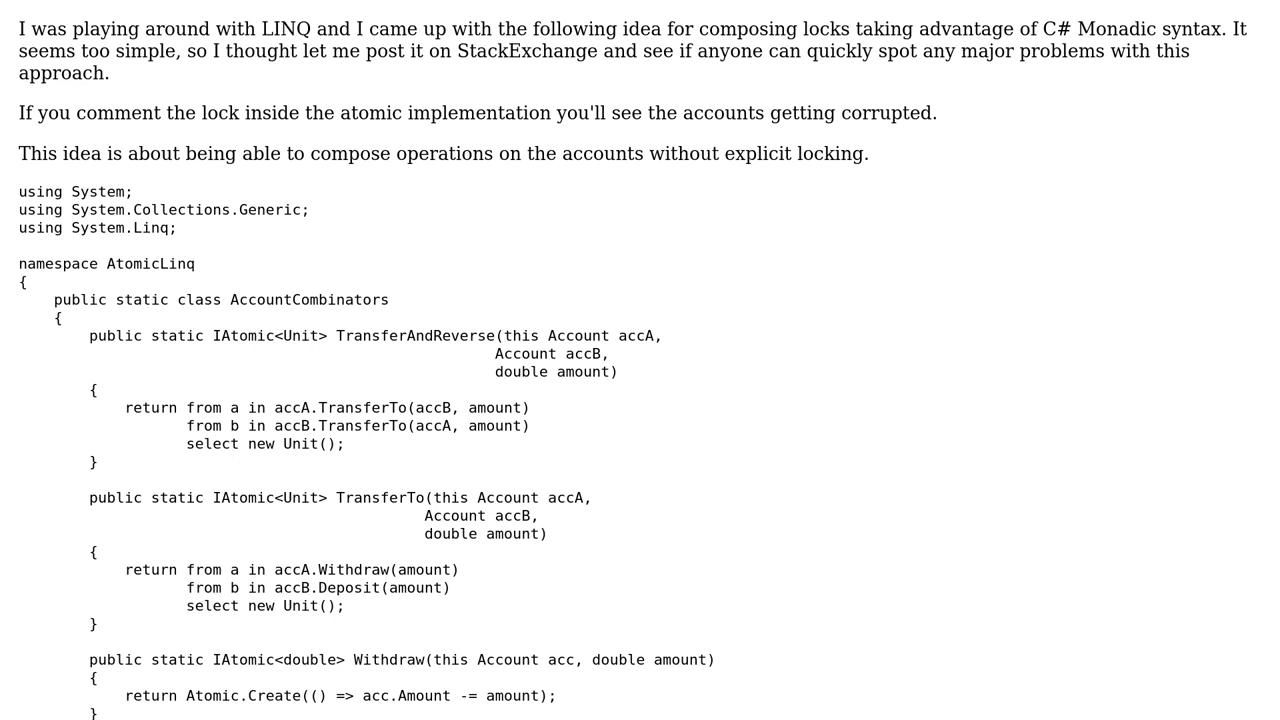 I was playing around with LINQ and I came up with the following idea for composing locks taking advantage of C# Monadic syntax. It
seems too simple, so I thought let me post it on StackExchange and see if anyone can quickly spot any major problems with this
approach.
If you comment the lock inside the atomic implementation you'll see the accounts getting corrupted.
This idea is about being able to compose operations on the accounts without explicit locking.
using System;
using System.Collections.Generic;
using System.Linq;
namespace AtomicLinq
{
    public static class AccountCombinators
    {
        public static IAtomic<Unit> TransferAndReverse(this Account accA,
                                                      Account accB,
                                                      double amount)
        {
            return from a in accA.TransferTo(accB, amount)
                   from b in accB.TransferTo(accA, amount)
                   select new Unit();
        }
        public static IAtomic<Unit> TransferTo(this Account accA,
                                              Account accB,
                                              double amount)
        {
            return from a in accA.Withdraw(amount)
                   from b in accB.Deposit(amount)
                   select new Unit();
        }
        public static IAtomic<double> Withdraw(this Account acc, double amount)
        {
            return Atomic.Create(() => acc.Amount -= amount);
        }